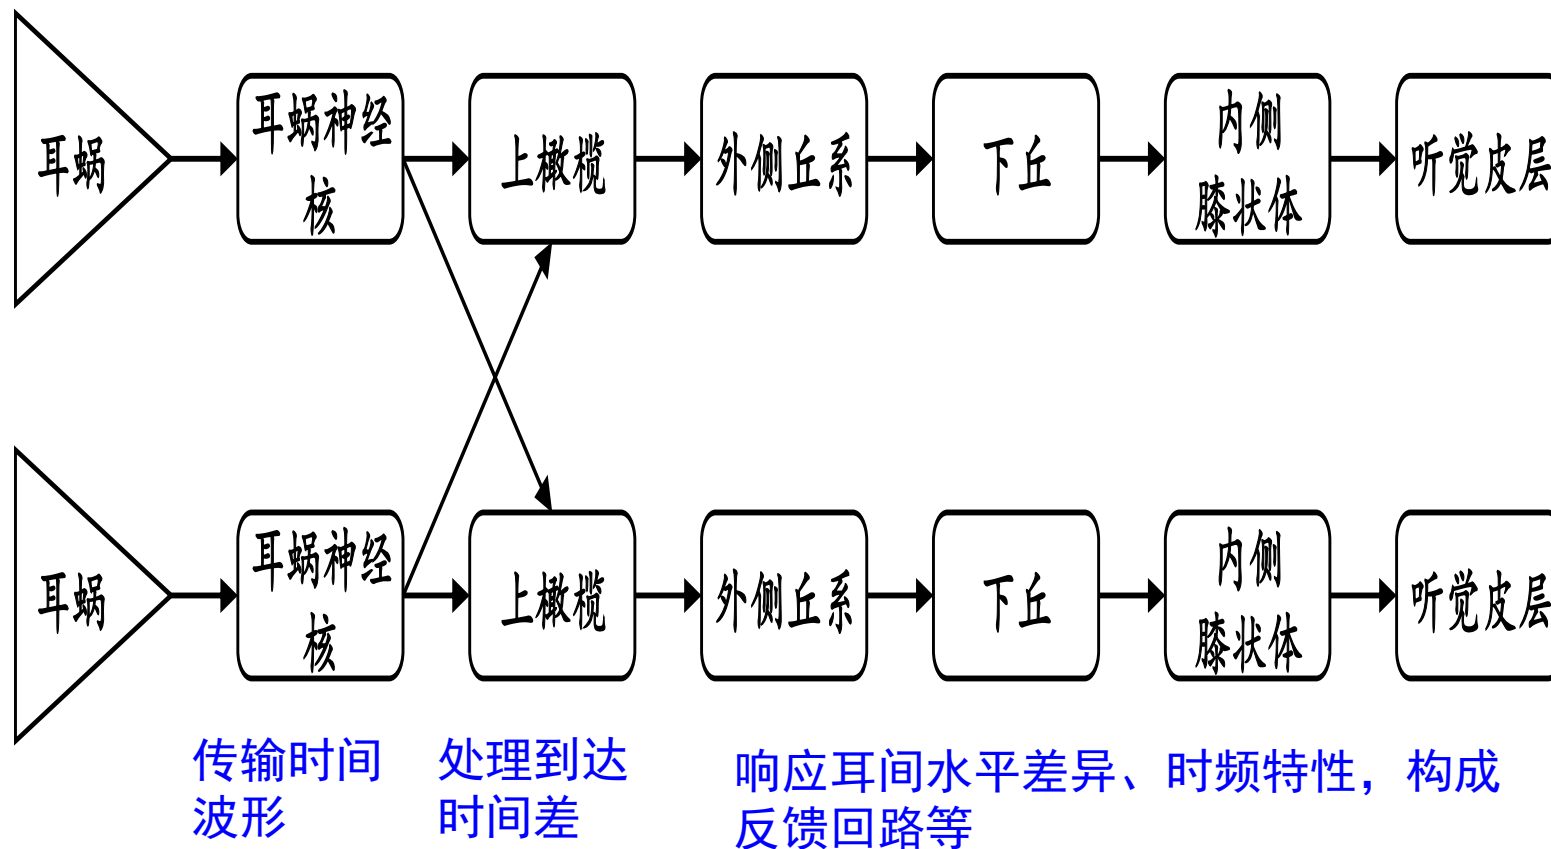 耳蜗
耳蜗神经
核
上橄榄
外侧丘系
下丘
内侧
膝状体
听觉皮层
耳蜗
耳蜗神经
核
上橄榄
外侧丘系
下丘
内侧
膝状体
听觉皮层
传输时间
波形
处理到达
时间差
响应耳间水平差异、时频特性，构成
反馈回路等